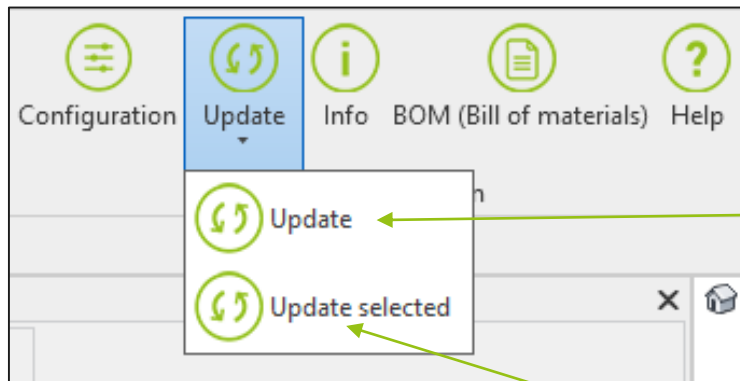 Configuration
Update
Info
BOM (Bill of materials)
Help
Update
Update selected